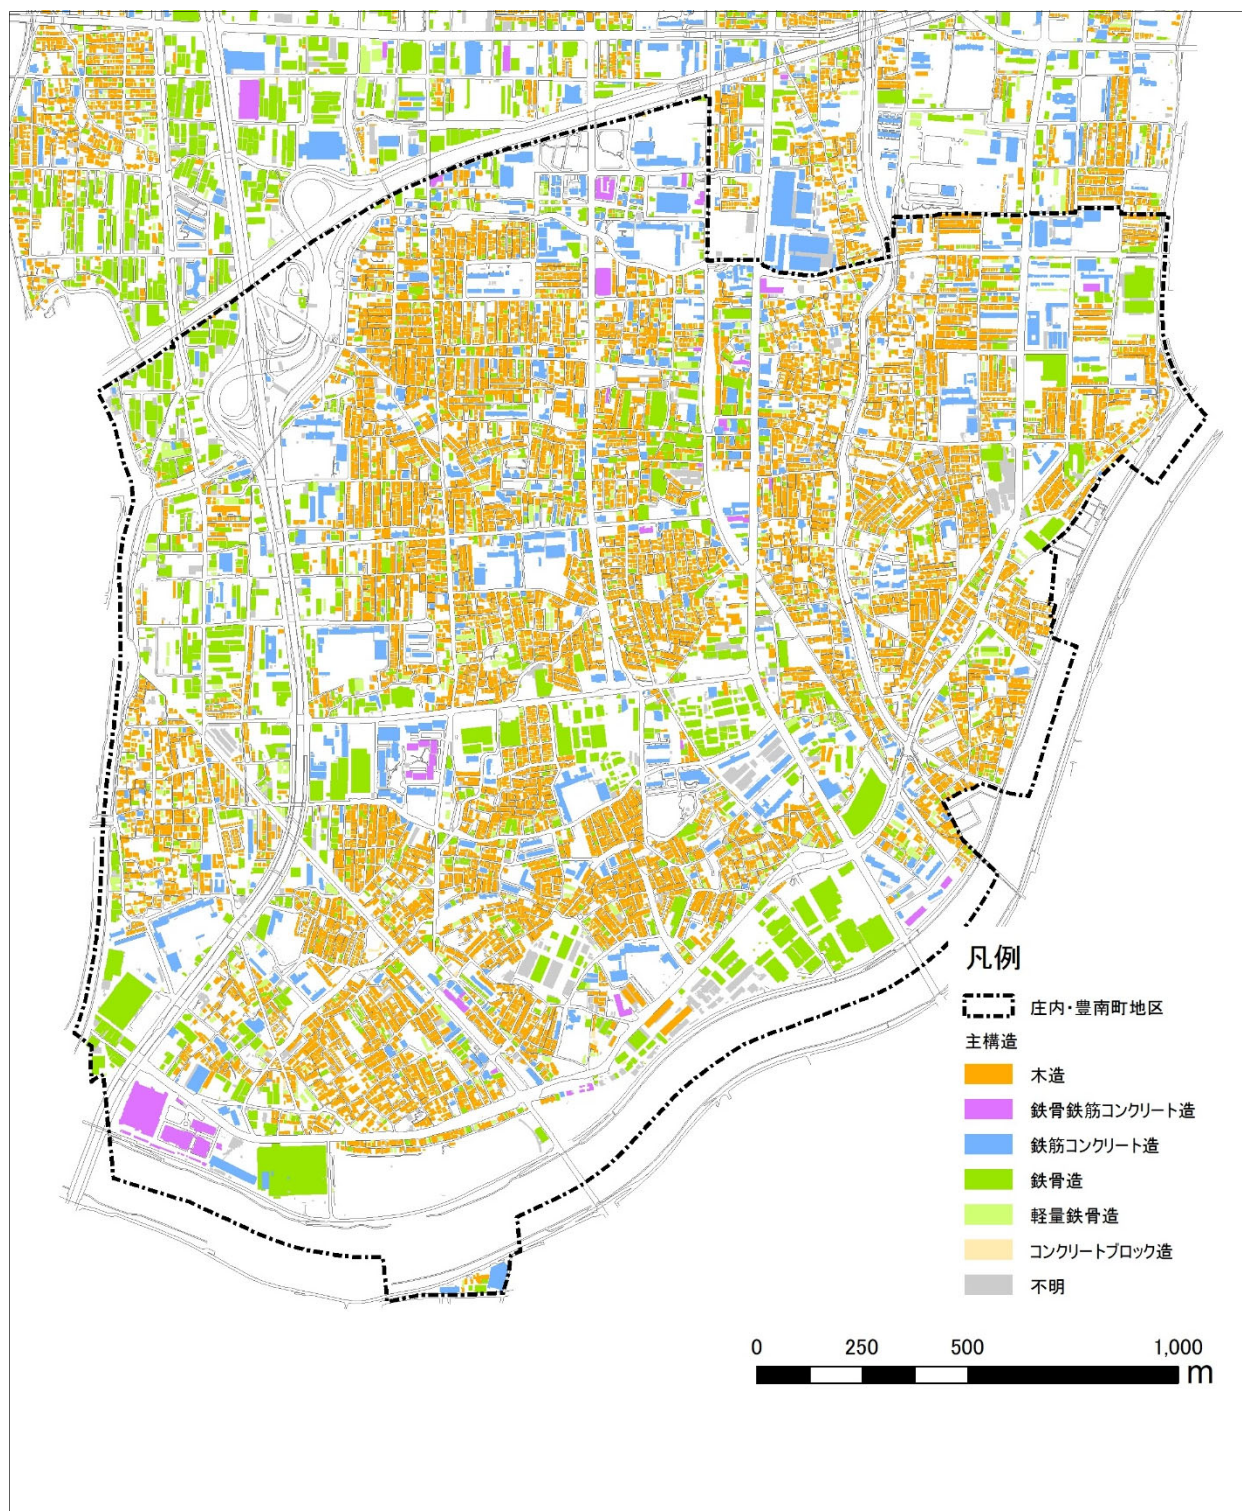 凡例
庄内・豊南町地区
主構造
木造
鉄骨鉄筋コンクリート造
鉄筋コンクリート造
鉄骨造
軽量鉄骨造
コンクリートブロック造
不明
0 250 500 1,000
m